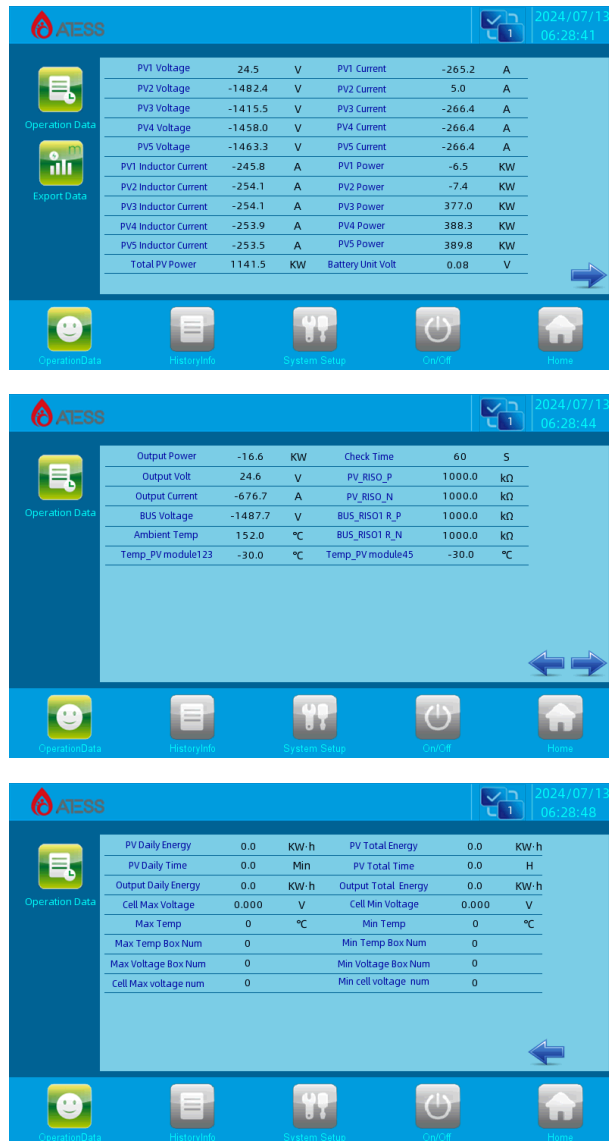 ATESS
2024/07/13
06:28:41
PV1 Voltage 24.5 V PV1 Current -265.2 A
PV2 Voltage -1482.4 V PV2 Current 5.0 A
PV3 Voltage -1415.5 V PV3 Current -266.4 A
PV4 Voltage -1458.0 V PV4 Current -266.4 A
PV5 Voltage -1463.3 V PV5 Current -266.4 A
PV1 Inductor Current -245.8 A PV1 Power -6.5 KW
PV2 Inductor Current -254.1 A PV2 Power -7.4 KW
PV3 Inductor Current -254.1 A PV3 Power 377.0 KW
PV4 Inductor Current -253.9 A PV4 Power 388.3 KW
PV5 Inductor Current -253.5 A PV5 Power 389.8 KW
Total PV Power 1141.5 KW Battery Unit Volt 0.08 V
Operation Data
m
Export Data
1
OperationData HistoryInfo System Setup On/Off Home
ATESS
2024/07/13
06:28:44
1
Output Power -16.6 KW Check Time 60 S
Output Volt 24.6 V PV_RISO_P 1000.0 kΩ
Output Current -676.7 A PV_RISO_N 1000.0 kΩ
BUS Voltage -1487.7 V BUS_RISO1 R_P 1000.0 kΩ
Ambient Temp 152.0 ℃ BUS_RISO1 R_N 1000.0 kΩ
Temp_PV module123 -30.0 ℃ Temp_PV module45 -30.0 ℃
Operation Data
OperationData HistoryInfo System Setup On/Off Home
ATESS
2024/07/13
06:28:48
1
PV Daily Energy 0.0 KW·h PV Total Energy 0.0 KW·h
PV Daily Time 0.0 Min PV Total Time 0.0 H
Output Daily Energy 0.0 KW·h Output Total Energy 0.0 KW·h
Cell Max Voltage 0.000 V Cell Min Voltage 0.000 V
Max Temp 0 ℃ Min Temp 0 ℃
Max Temp Box Num 0 Min Temp Box Num 0
Max Voltage Box Num 0 Min Voltage Box Num 0
Cell Max voltage num 0 Min cell voltage num 0
Operation Data
OperationData HistoryInfo System Setup On/Off Home